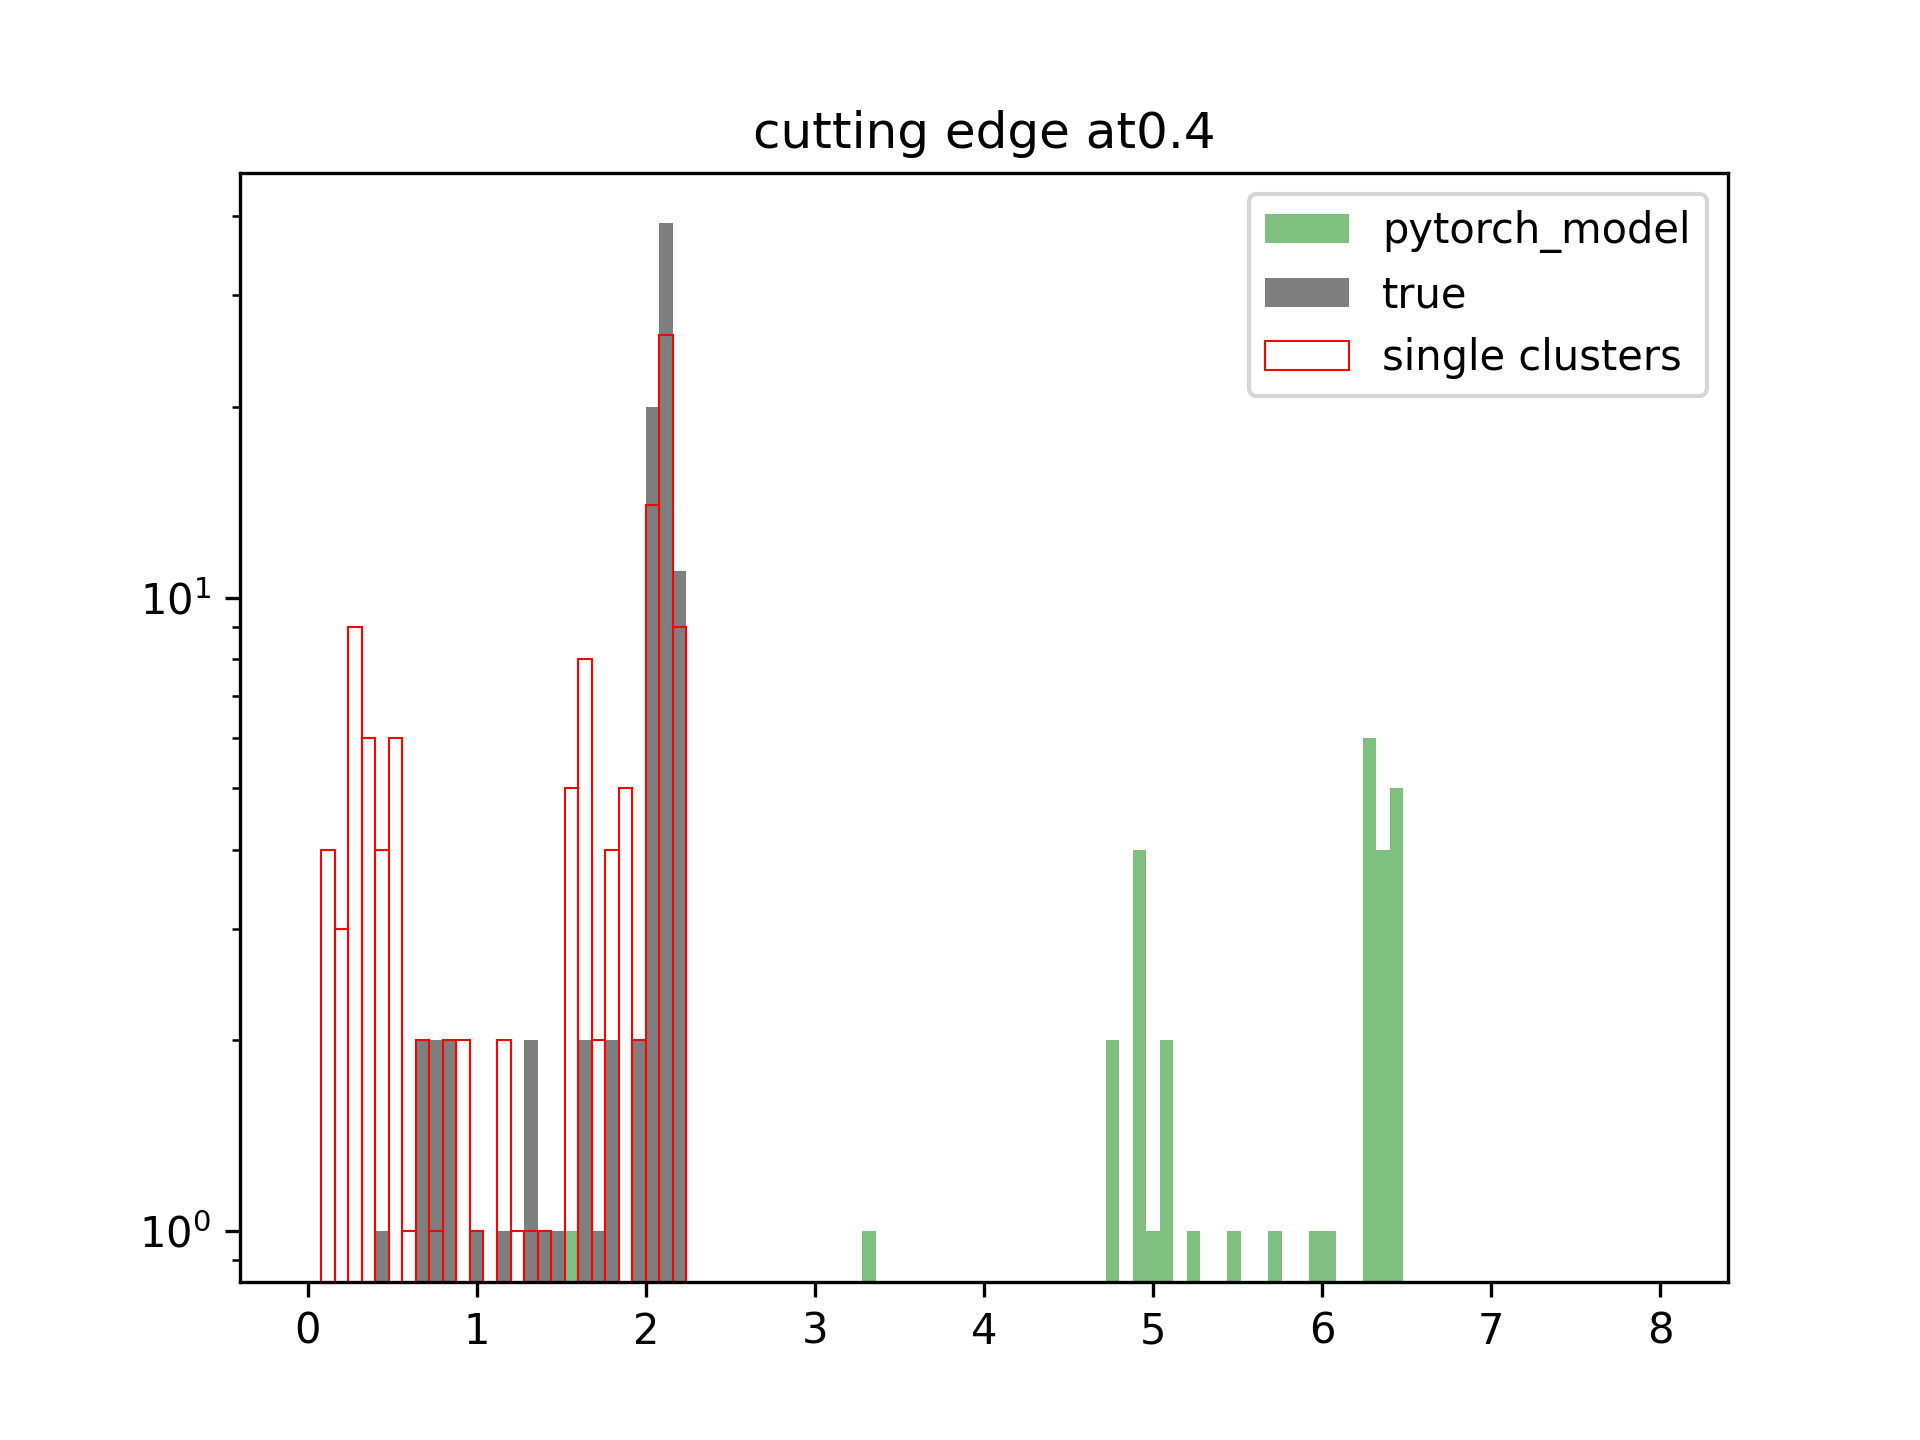 cutting edge at0.4
pytorch_model
true
single clusters
10¹
10⁰
0 1 2 3 4 5 6 7 8